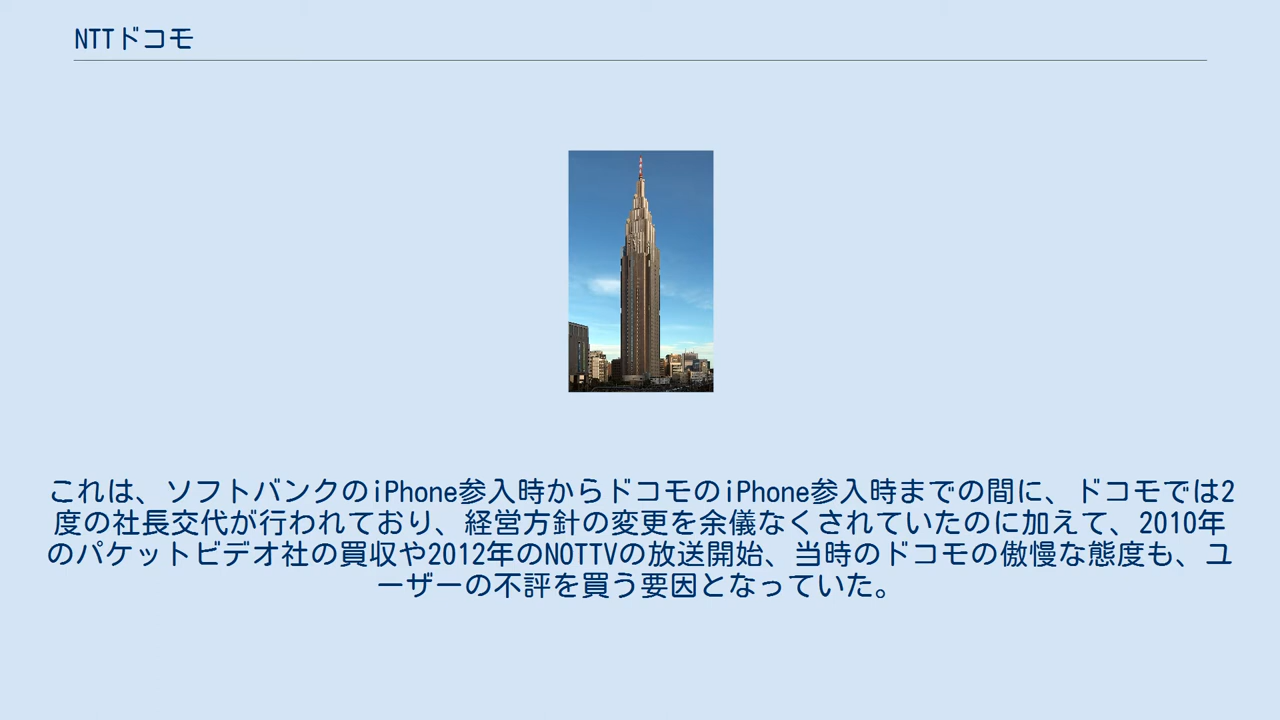 NTTドコモ
これは、ソフトバンクのiPhone参入時からドコモのiPhone参入時までの間に、ドコモでは2
度の社長交代が行われており、経営方針の変更を余儀なくされていたのに加えて、2010年
のパケットビデオ社の買収や2012年のNOTTVの放送開始、当時のドコモの傲慢な態度も、ユ
ーザーの不評を買う要因となっていた。